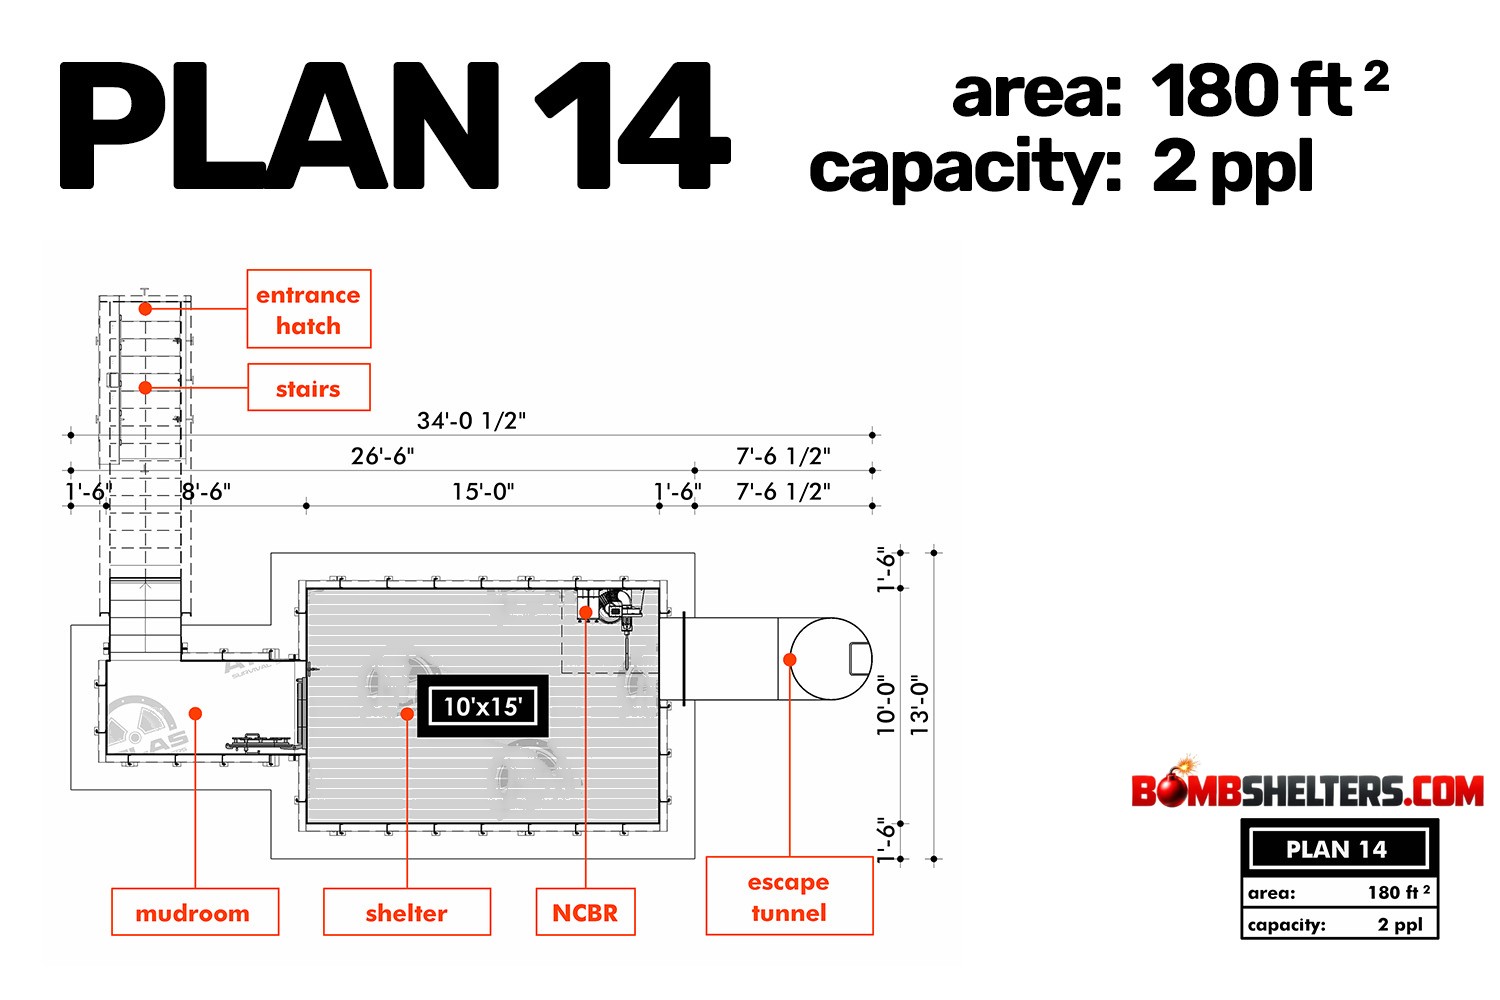 PLAN 14
area: 180 ft ²
capacity: 2 ppl
entrance
hatch
stairs
34'-0 1/2"
26'-6"
7'-6 1/2"
1'-6"
8'-6"
15'-0"
1'-6"
7'-6 1/2"
1'-6"
10'-0"
13'-0"
1'-6"
SURVIVAL
10'x15'
mudroom
shelter
NCBR
escape
tunnel
BOMBSHELTERS.COM
PLAN 14
area: 180 ft ²
capacity: 2 ppl